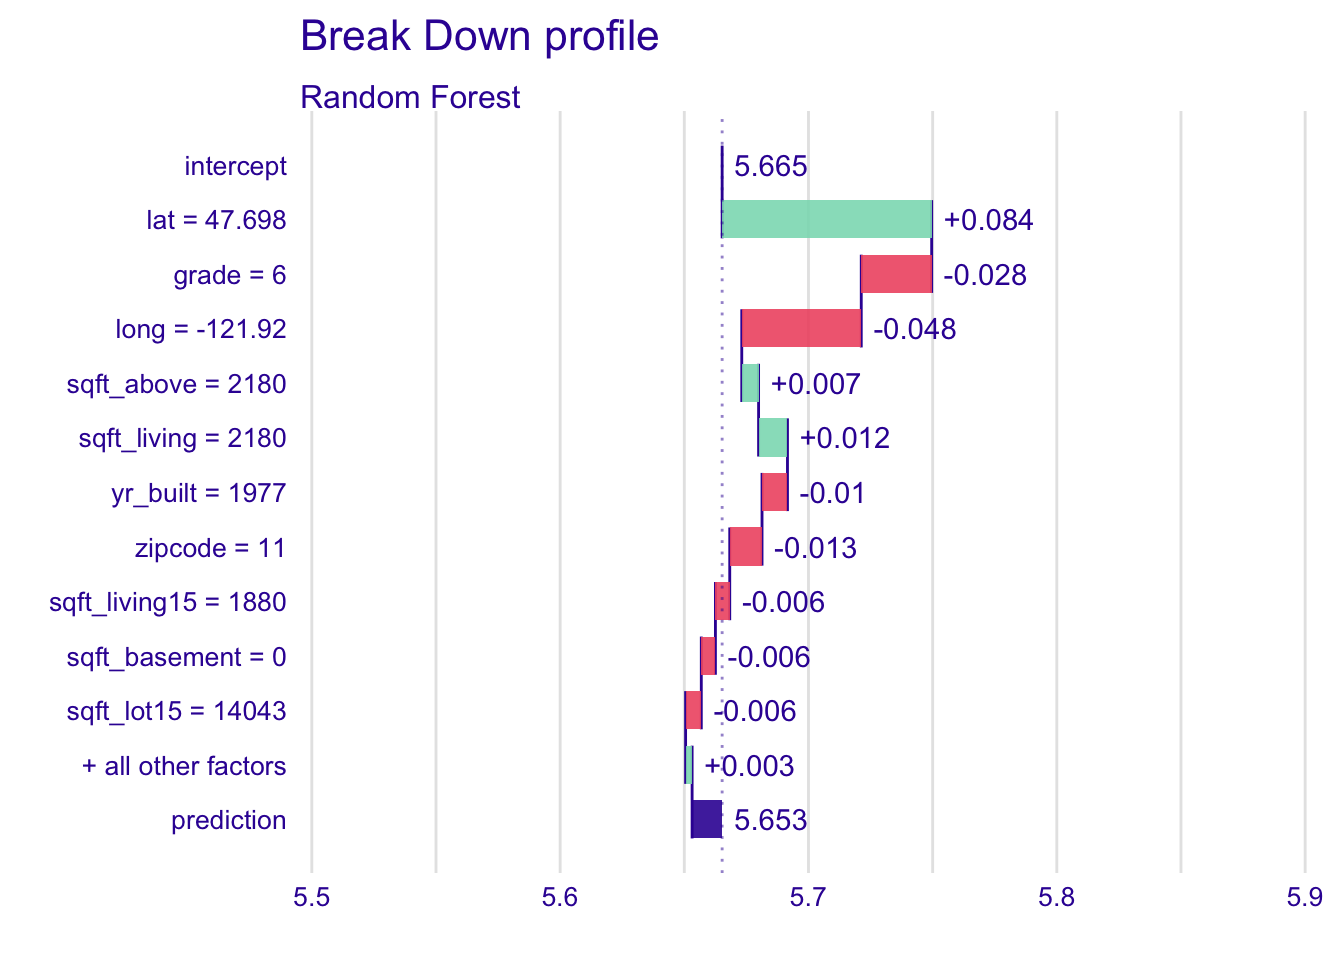 Break Down profile
Random Forest
intercept 5.665
lat = 47.698 +0.084
grade = 6 -0.028
long = -121.92 -0.048
sqft_above = 2180 +0.007
sqft_living = 2180 +0.012
yr_built = 1977 -0.01
zipcode = 11 -0.013
sqft_living15 = 1880 -0.006
sqft_basement = 0 -0.006
sqft_lot15 = 14043 -0.006
+ all other factors +0.003
prediction 5.653
5.5 5.6 5.7 5.8 5.9